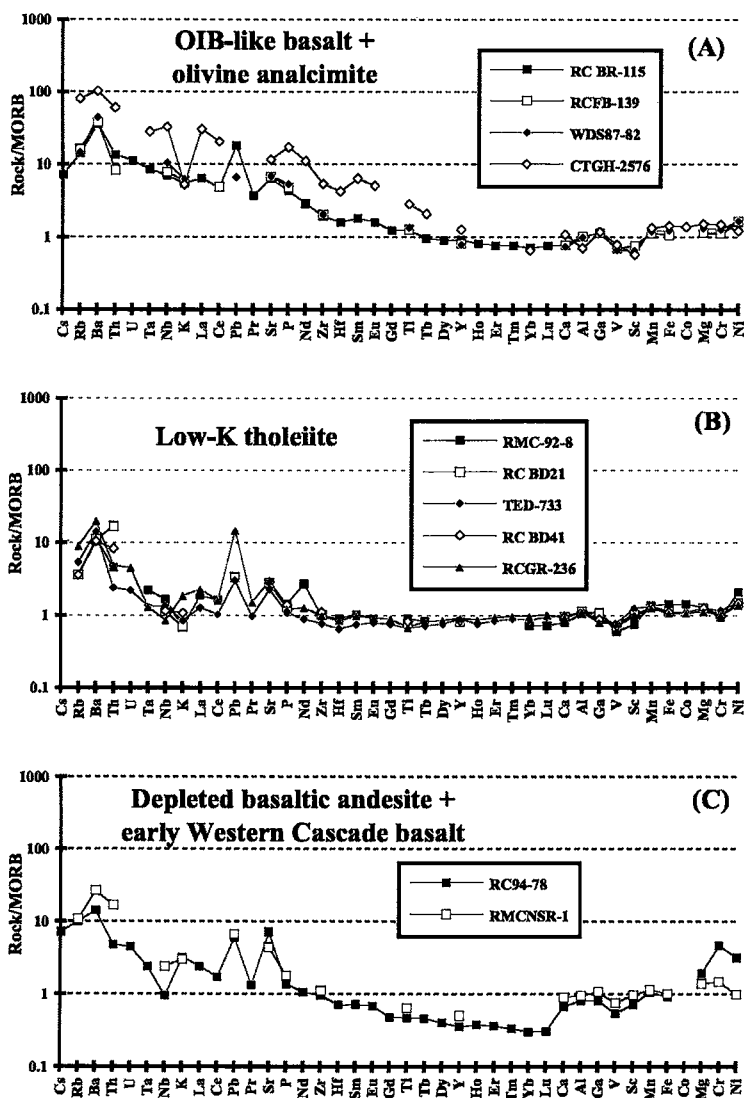 OIB-like basalt +
olivine analcimite
(A)
RC BR-115
RCFB-139
WDS87-82
CTGH-2576
Rock/MORB
1000
100
10
1
0.1
Cs Rb Ba Th U Ta Nb K La Ce Pb Pr Sr P Nd Zr Hf Sm Eu Gd Ti Tb Dy Y Ho Er Tm Yb Lu Ca Al Ga V Sc Mn Fe Co Mg Cr Ni
Low-K tholeiite
(B)
RMC-92-8
RC BD21
TED-733
RC BD41
RCGR-236
Rock/MORB
1000
100
10
1
0.1
Cs Rb Ba Th U Ta Nb K La Ce Pb Pr Sr P Nd Zr Hf Sm Eu Gd Ti Tb Dy Y Ho Er Tm Yb Lu Ca Al Ga V Sc Mn Fe Co Mg Cr Ni
Depleted basaltic andesite +
early Western Cascade basalt
(C)
RC94-78
RMCNSR-1
Rock/MORB
1000
100
10
1
0.1
Cs Rb Ba Th U Ta Nb K La Ce Pb Pr Sr P Nd Zr Hf Sm Eu Gd Ti Tb Dy Y Ho Er Tm Yb Lu Ca Al Ga V Sc Mn Fe Co Mg Cr Ni